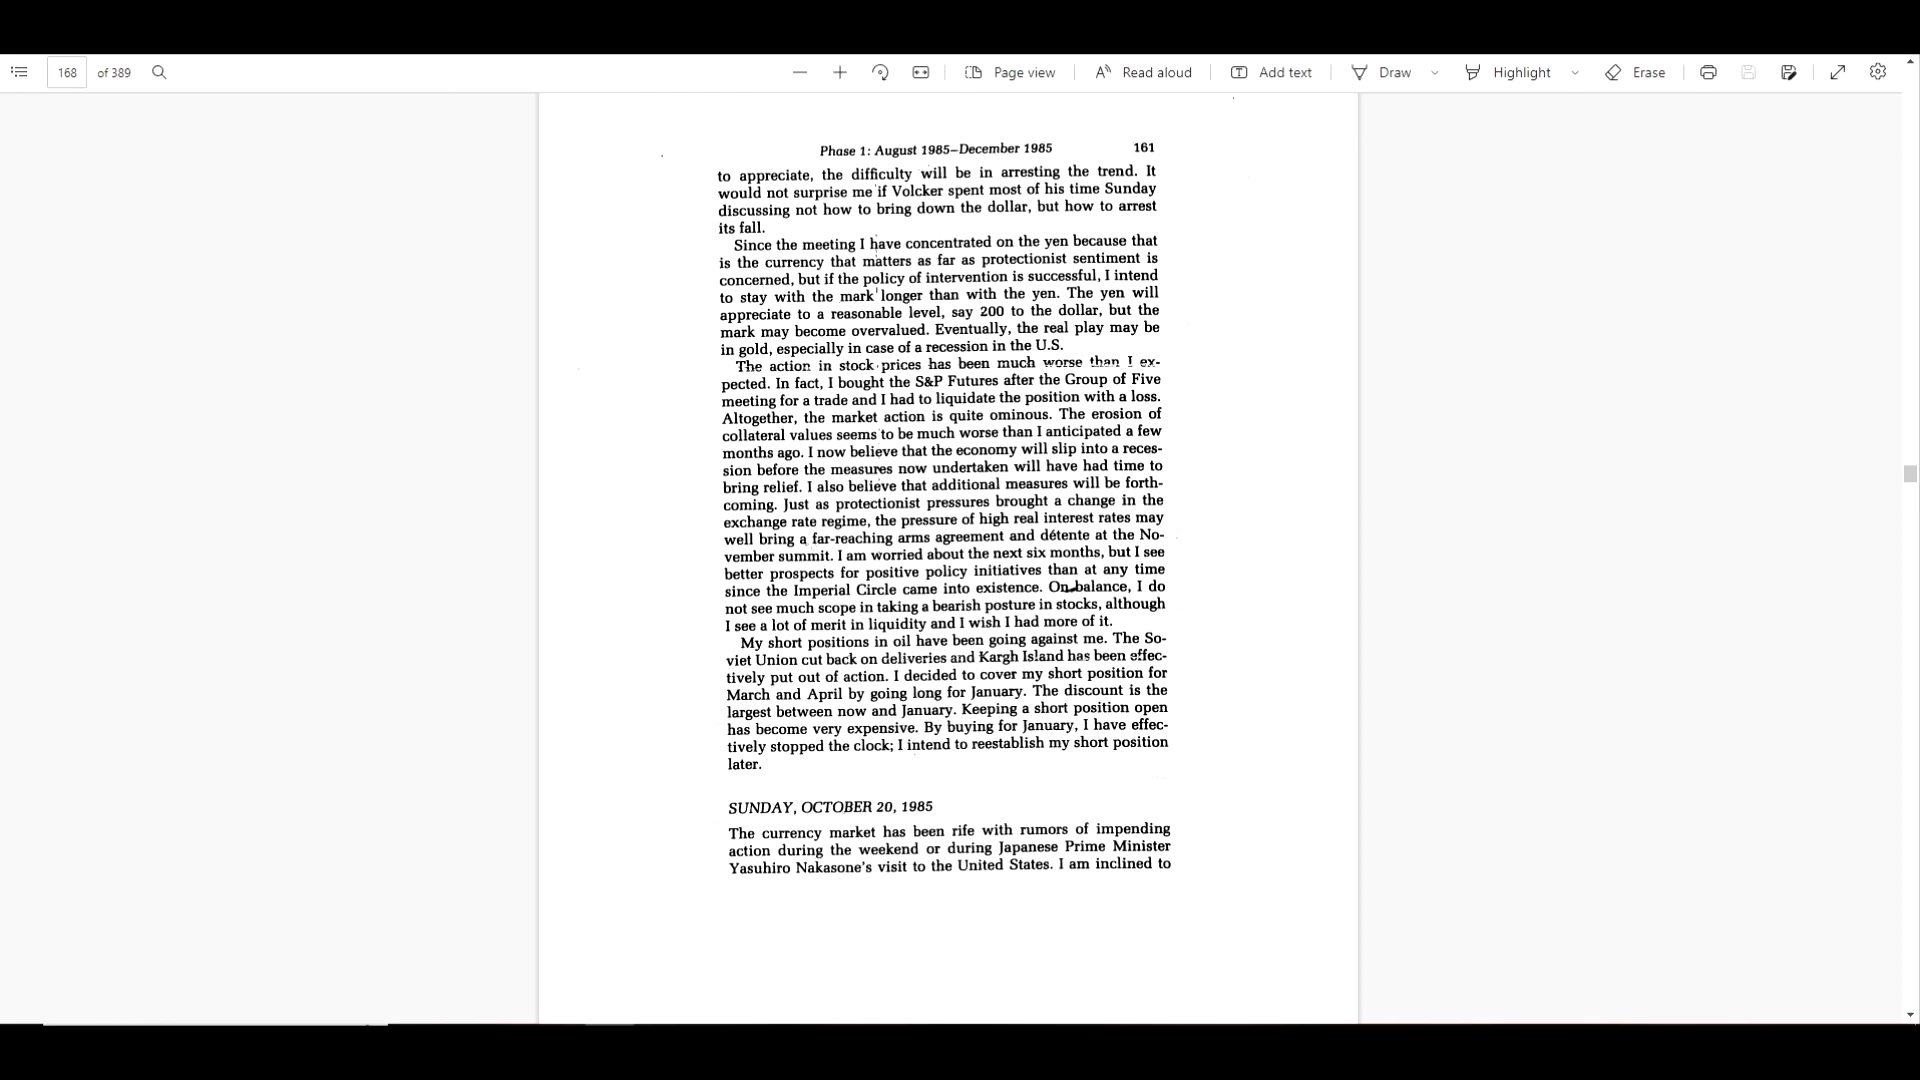 168 of 389 Page view Read aloud Add text Draw Highlight Erase
Phase 1: August 1985–December 1985 161
to appreciate, the difficulty will be in arresting the trend. It
would not surprise me if Volcker spent most of his time Sunday
discussing not how to bring down the dollar, but how to arrest
its fall.
Since the meeting I have concentrated on the yen because that
is the currency that matters as far as protectionist sentiment is
concerned, but if the policy of intervention is successful, I intend
to stay with the mark longer than with the yen. The yen will
appreciate to a reasonable level, say 200 to the dollar, but the
mark may become overvalued. Eventually, the real play may be
in gold, especially in case of a recession in the U.S.
The action in stock prices has been much worse than I ex-
pected. In fact, I bought the S&P Futures after the Group of Five
meeting for a trade and I had to liquidate the position with a loss.
Altogether, the market action is quite ominous. The erosion of
collateral values seems to be much worse than I anticipated a few
months ago. I now believe that the economy will slip into a reces-
sion before the measures now undertaken will have had time to
bring relief. I also believe that additional measures will be forth-
coming. Just as protectionist pressures brought a change in the
exchange rate regime, the pressure of high real interest rates may
well bring a far-reaching arms agreement and détente at the No-
vember summit. I am worried about the next six months, but I see
better prospects for positive policy initiatives than at any time
since the Imperial Circle came into existence. On balance, I do
not see much scope in taking a bearish posture in stocks, although
I see a lot of merit in liquidity and I wish I had more of it.
My short positions in oil have been going against me. The So-
viet Union cut back on deliveries and Kargh Island has been effec-
tively put out of action. I decided to cover my short position for
March and April by going long for January. The discount is the
largest between now and January. Keeping a short position open
has become very expensive. By buying for January, I have effec-
tively stopped the clock; I intend to reestablish my short position
later.
SUNDAY, OCTOBER 20, 1985
The currency market has been rife with rumors of impending
action during the weekend or during Japanese Prime Minister
Yasuhiro Nakasone's visit to the United States. I am inclined to